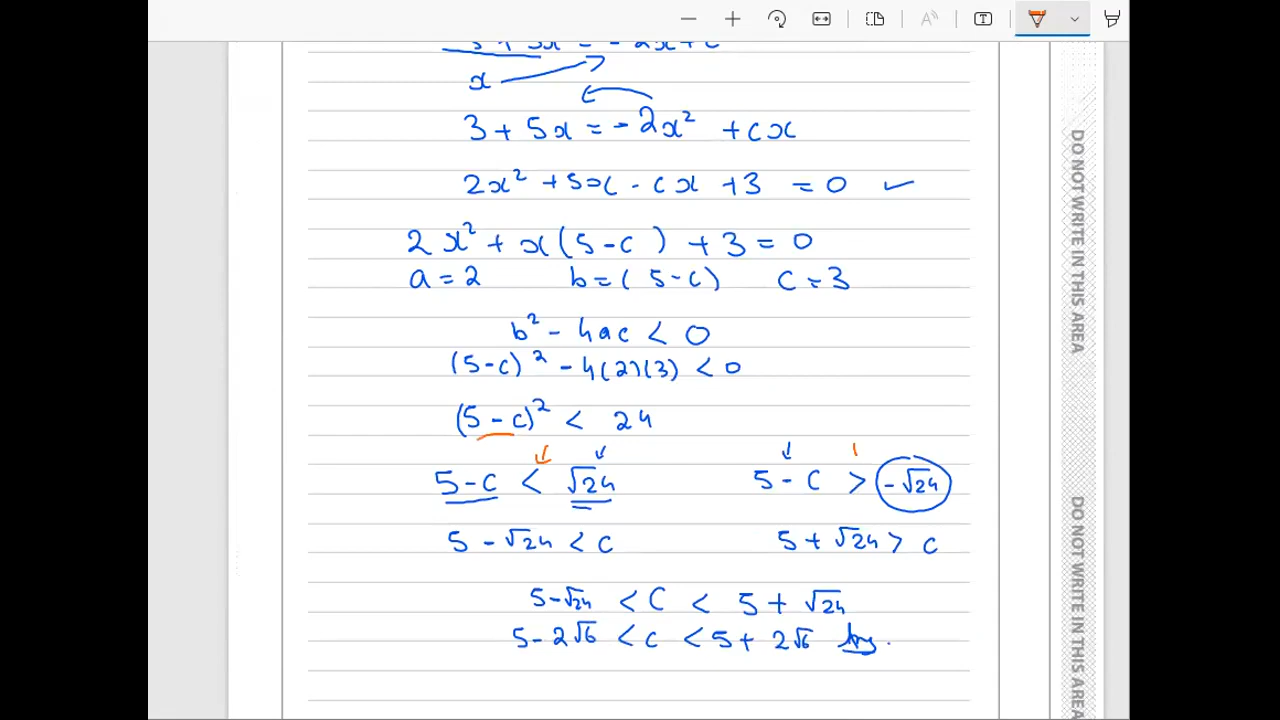 x
3 + 5x = -2x² + cx
2x² + 5x - cx + 3 = 0 ✓
2x² + x(5-c) + 3 = 0
a = 2 b = (5-c) c = 3
b² - 4ac < 0
(5-c)² - 4(2)(3) < 0
(5-c)² < 24
5-c < √24 5-c > -√24
5 - √24 < c 5 + √24 > c
5-√24 < c < 5 + √24
5 - 2√6 < c < 5 + 2√6 Ans.
DO NOT WRITE IN THIS AREA
DO NOT WRITE IN THIS AREA